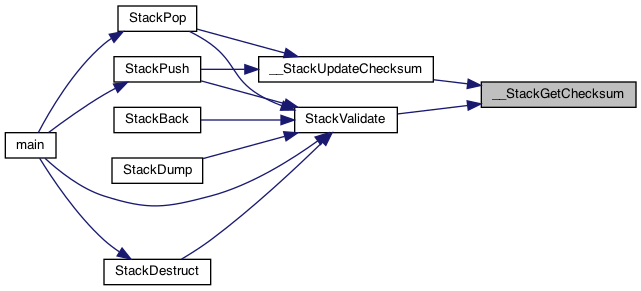 StackPop
StackPush
__StackUpdateChecksum
__StackGetChecksum
StackBack
StackValidate
main
StackDump
StackDestruct